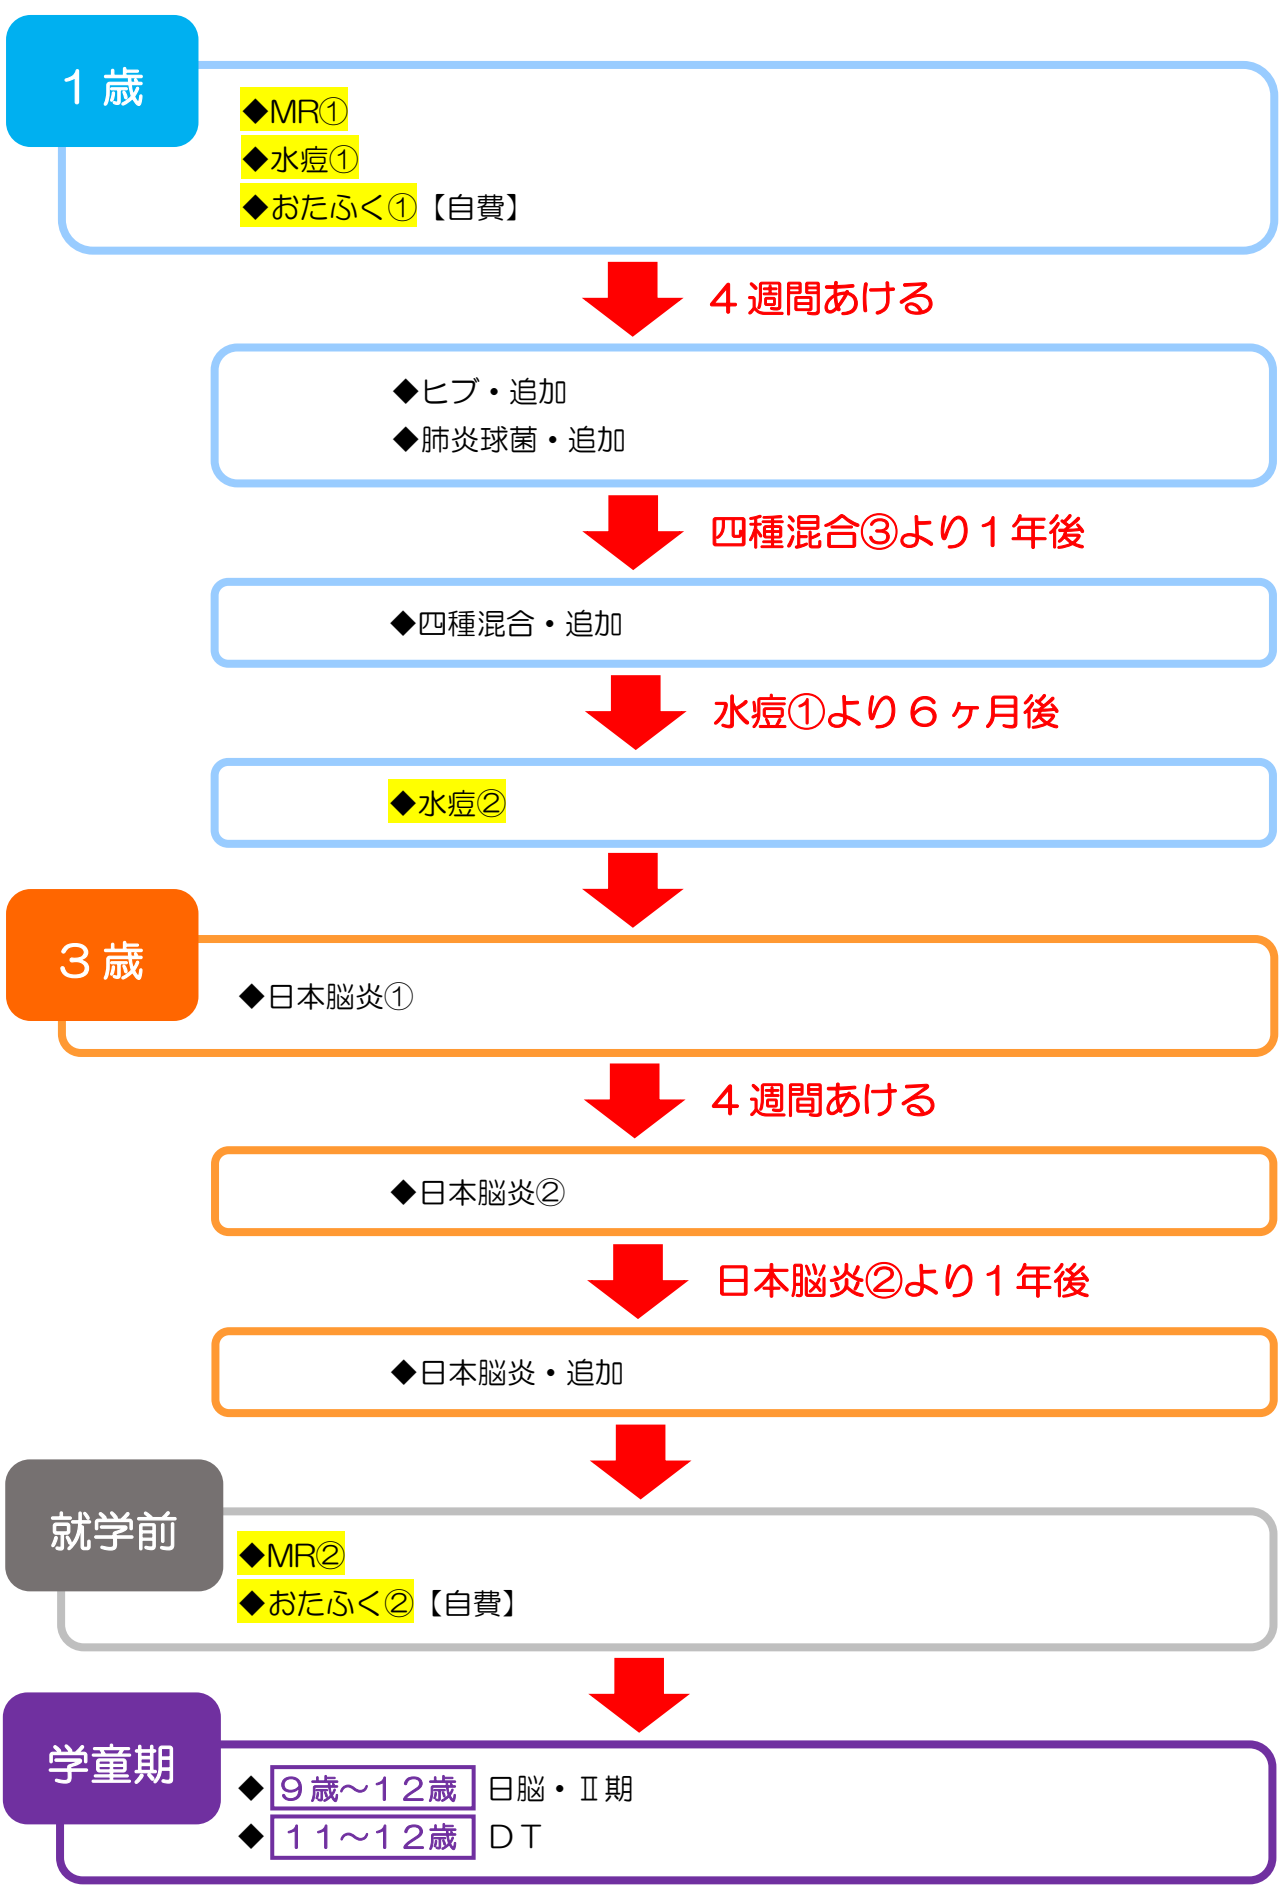 １歳
◆MR①
◆水痘①
◆おたふく①【自費】
４週間あける
◆ヒブ・追加
◆肺炎球菌・追加
四種混合③より１年後
◆四種混合・追加
水痘①より６ヶ月後
◆水痘②
３歳
◆日本脳炎①
４週間あける
◆日本脳炎②
日本脳炎②より１年後
◆日本脳炎・追加
就学前
◆MR②
◆おたふく②【自費】
学童期
◆ ９歳～１２歳 日脳・Ⅱ期
◆ １１～１２歳 ＤＴ